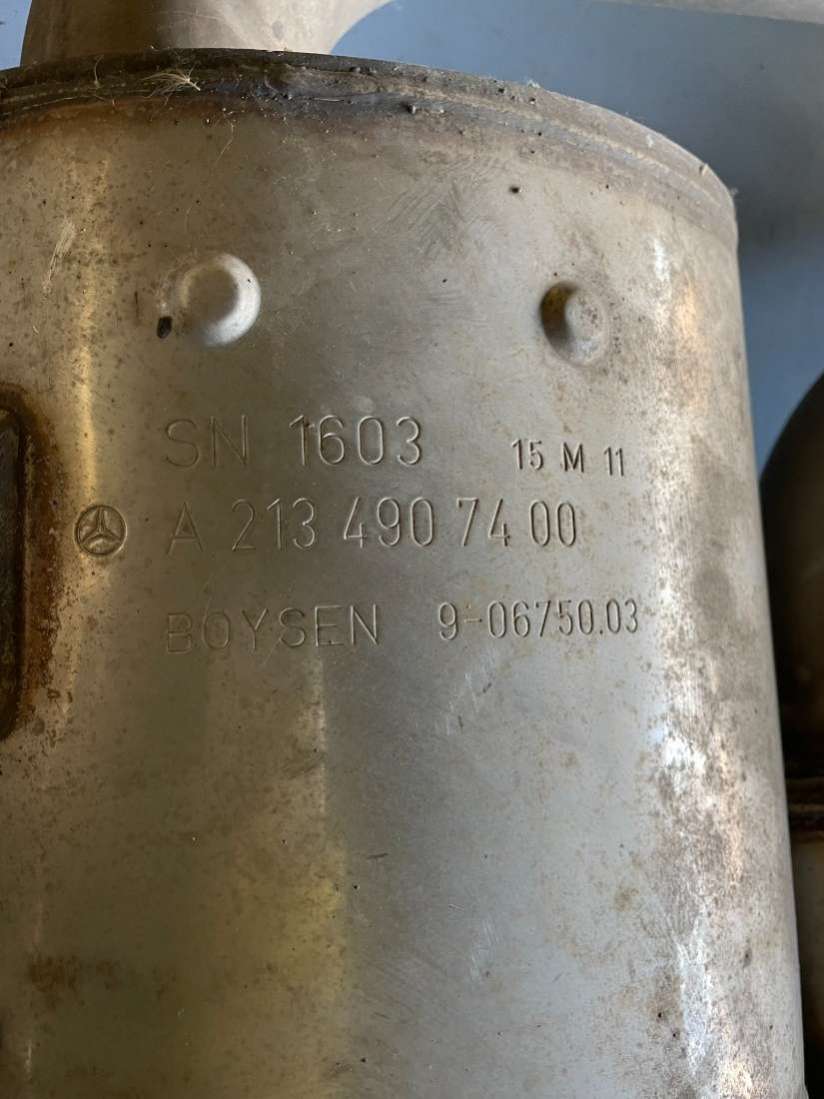 SN 1603 15 M 11
A 213 490 74 00
BOYSEN 9-06750.03